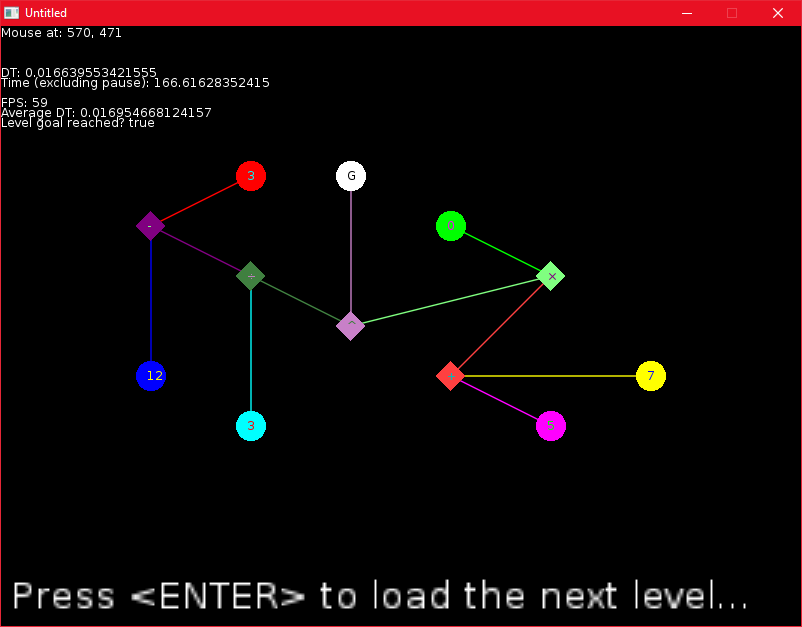 Untitled
Mouse at: 570, 471
DT: 0.016639553421555
Time (excluding pause): 166.61628352415
FPS: 59
Average DT: 0.016954668124157
Level goal reached? true
3
G
-
0
×
^
12
7
3
5
Press <ENTER> to load the next level...